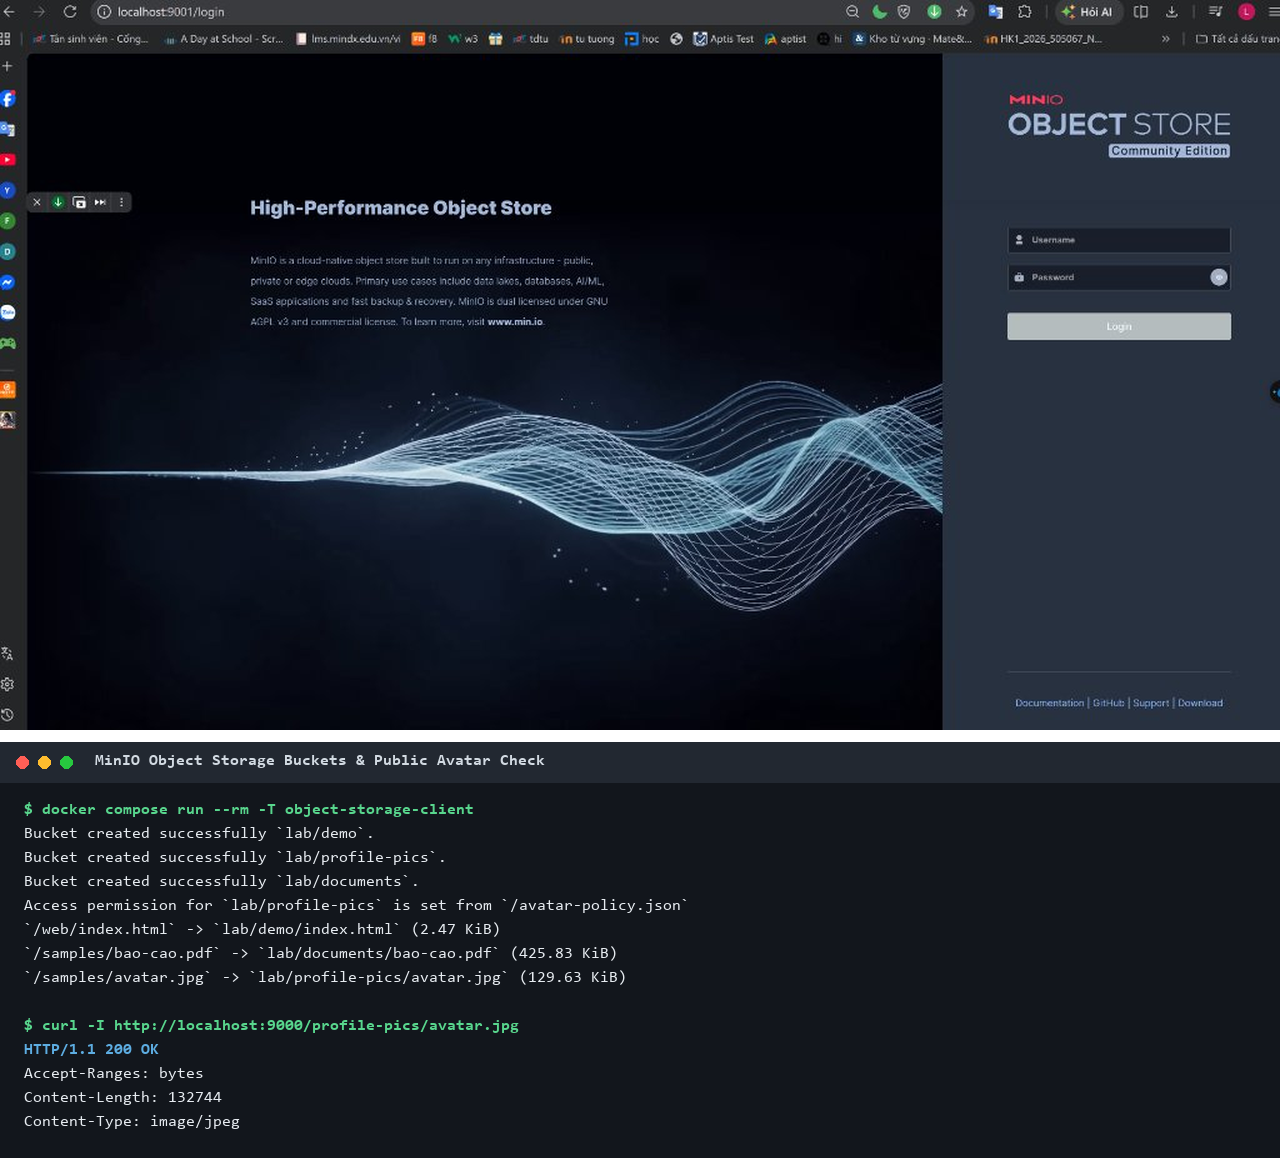 localhost:9001/login
Hỏi AI
L
Tân sinh viên - Cổng...
A Day at School - Scr...
lms.mindx.edu.vn/vi
F8 f8
w3
tdtu
tu tuong
hoc
Aptis Test
aptist
hi
Kho từ vựng - Mate&...
HK1_2026_505067_N...
»
Tất cả dấu tran
Y
F
D
MINIO
OBJECT STORE
Community Edition
High-Performance Object Store
MinIO is a cloud-native object store built to run on any infrastructure - public,
private or edge clouds. Primary use cases include data lakes, databases, AI/ML,
SaaS applications and fast backup & recovery. MinIO is dual licensed under GNU
AGPL v3 and commercial license. To learn more, visit www.min.io.
Username
Password
Login
Documentation | GitHub | Support | Download
MinIO Object Storage Buckets & Public Avatar Check
$ docker compose run --rm -T object-storage-client
Bucket created successfully `lab/demo`.
Bucket created successfully `lab/profile-pics`.
Bucket created successfully `lab/documents`.
Access permission for `lab/profile-pics` is set from `/avatar-policy.json`
`/web/index.html` -> `lab/demo/index.html` (2.47 KiB)
`/samples/bao-cao.pdf` -> `lab/documents/bao-cao.pdf` (425.83 KiB)
`/samples/avatar.jpg` -> `lab/profile-pics/avatar.jpg` (129.63 KiB)
$ curl -I http://localhost:9000/profile-pics/avatar.jpg
HTTP/1.1 200 OK
Accept-Ranges: bytes
Content-Length: 132744
Content-Type: image/jpeg